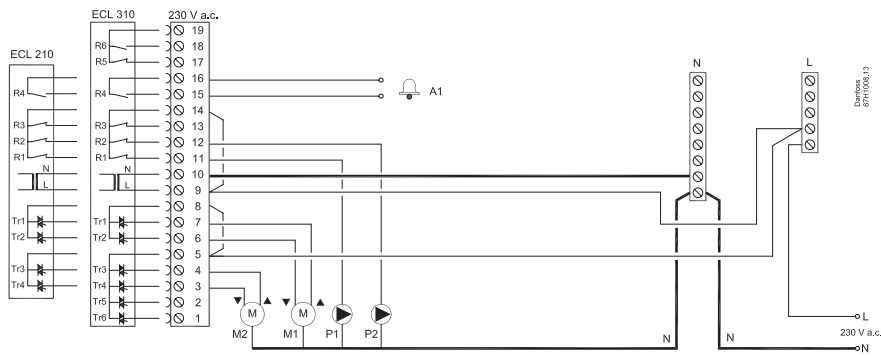 ECL 310
230 V a.c.
19
R6
18
R5
17
ECL 210
16
R4
R4
15
A1
14
R3
R3
13
R2
R2
12
R1
R1
11
N
N
10
L
L
9
8
Tr1
Tr1
7
Tr2
Tr2
6
5
Tr3
Tr3
4
Tr4
Tr4
3
Tr5
2
Tr6
1
M
M
M2
M1
P1
P2
N
L
Danfoss
87H1008.13
N
N
L
230 V a.c.
N